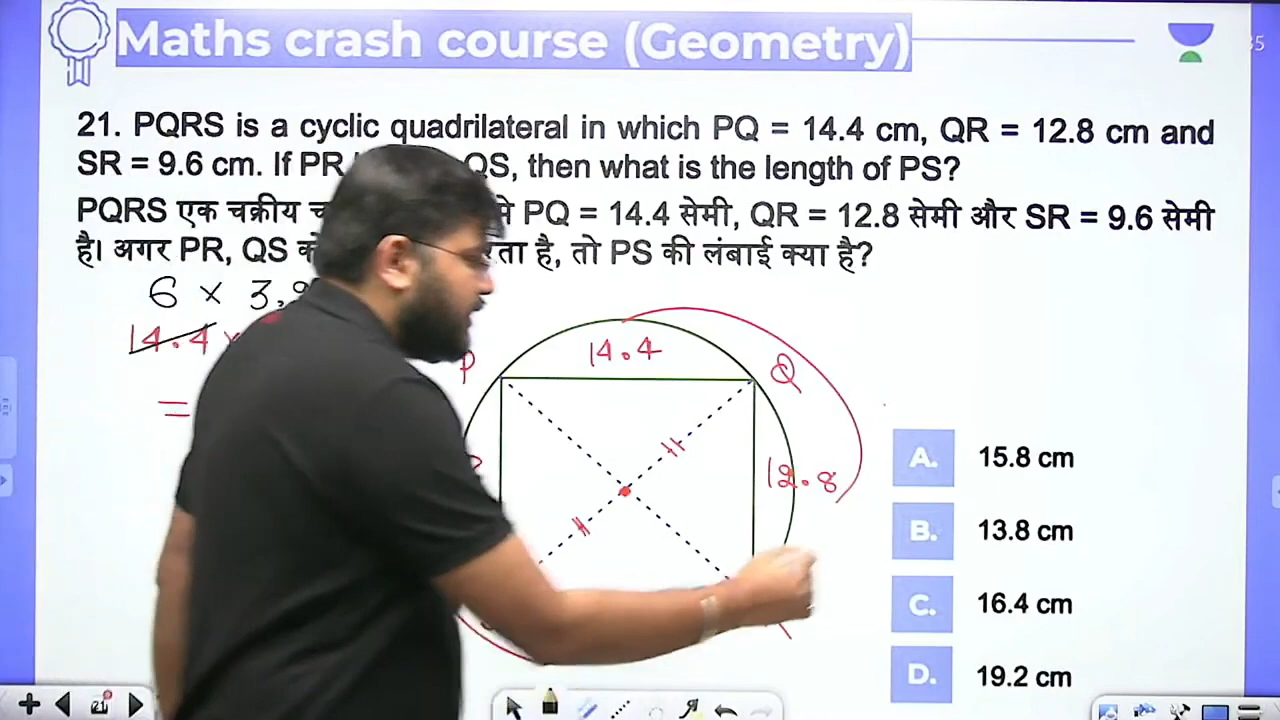 Maths crash course (Geometry)
35
21. PQRS is a cyclic quadrilateral in which PQ = 14.4 cm, QR = 12.8 cm and
SR = 9.6 cm. If PR QS, then what is the length of PS?
PQRS एक चक्रीय PQ = 14.4 सेमी, QR = 12.8 सेमी और SR = 9.6 सेमी
है। अगर PR, QS है, तो PS की लंबाई क्या है?
6 × 3.
14.4 ×
=
P
14.4
Q
12.8
A. 15.8 cm
B. 13.8 cm
C. 16.4 cm
D. 19.2 cm
21